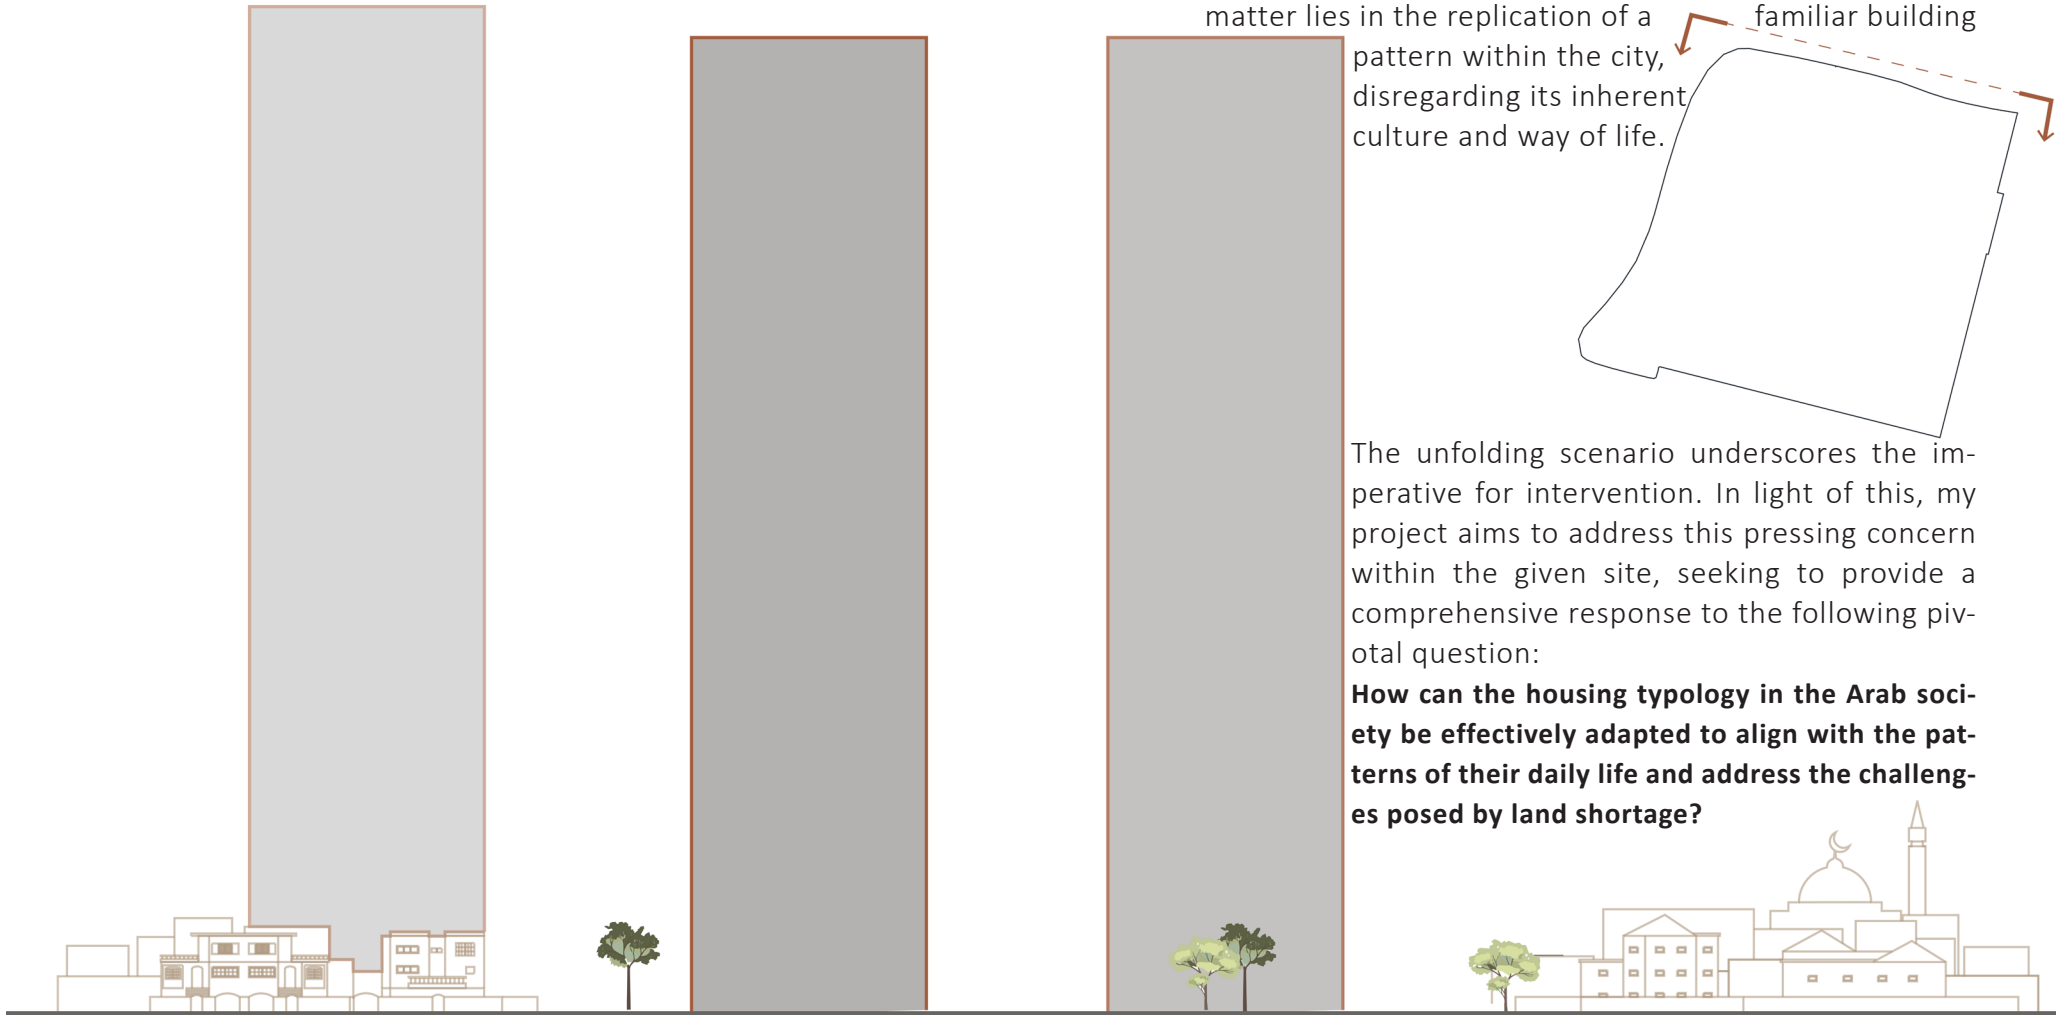 matter lies in the replication of a familiar building
pattern within the city,
disregarding its inherent
culture and way of life.
The unfolding scenario underscores the im-
perative for intervention. In light of this, my
project aims to address this pressing concern
within the given site, seeking to provide a
comprehensive response to the following piv-
otal question:
How can the housing typology in the Arab soci-
ety be effectively adapted to align with the pat-
terns of their daily life and address the challeng-
es posed by land shortage?